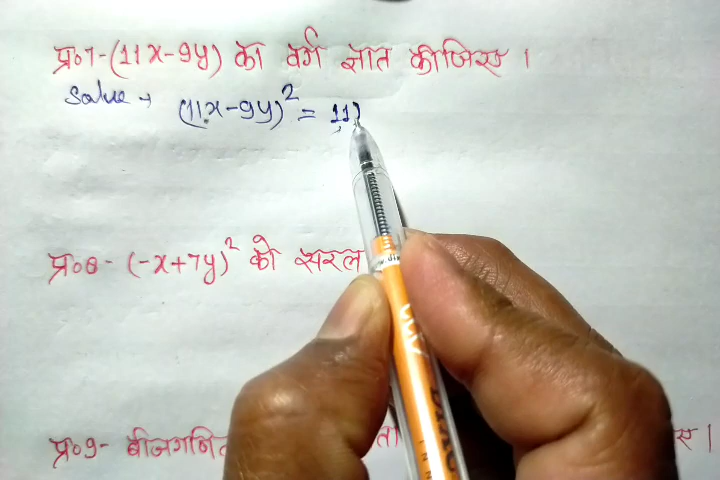 प्र०7-(11x-9y) का वर्ग ज्ञात कीजिए ।
Solve → (11x-9y)² = 11
प्र०8- (-x+7y)² को सरल
प्र०9- बीजगणित